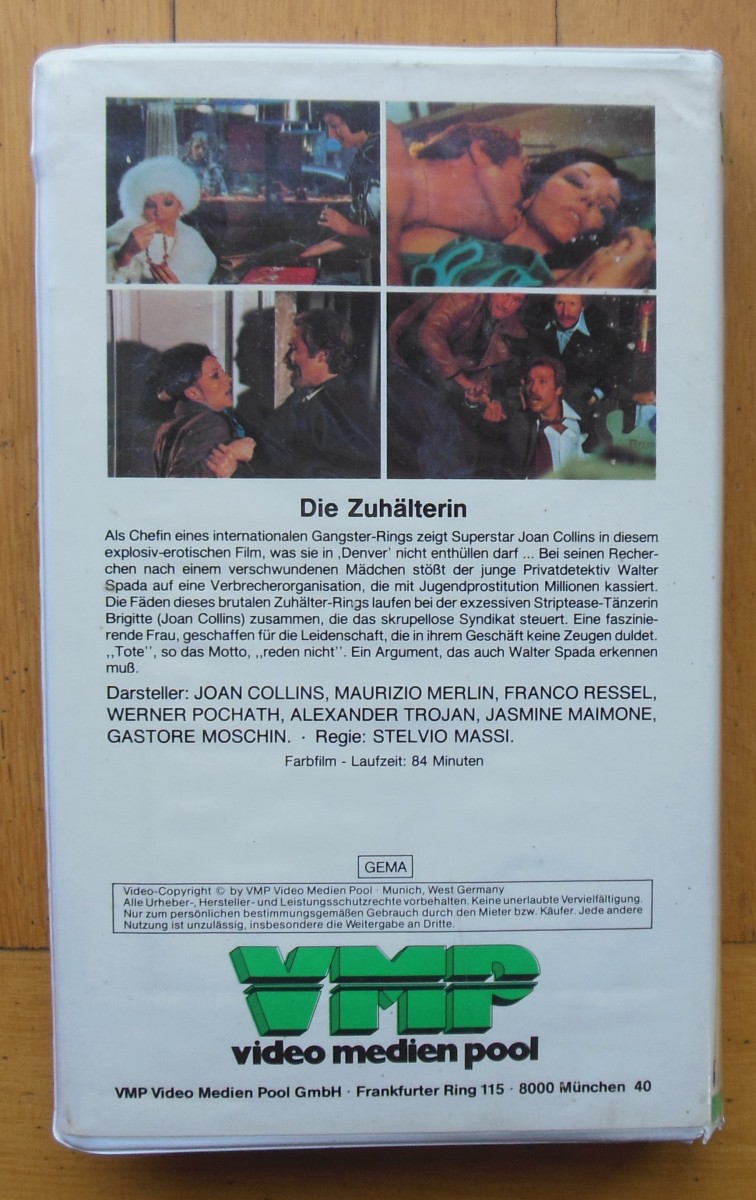 Die Zuhälterin
Als Chefin eines internationalen Gangster-Rings zeigt Superstar Joan Collins in diesem
explosiv-erotischen Film, was sie in ‚Denver' nicht enthüllen darf ... Bei seinen Recher-
chen nach einem verschwundenen Mädchen stößt der junge Privatdetektiv Walter
Spada auf eine Verbrecherorganisation, die mit Jugendprostitution Millionen kassiert.
Die Fäden dieses brutalen Zuhälter-Rings laufen bei der exzessiven Striptease-Tänzerin
Brigitte (Joan Collins) zusammen, die das skrupellose Syndikat steuert. Eine faszinie-
rende Frau, geschaffen für die Leidenschaft, die in ihrem Geschäft keine Zeugen duldet.
,,Tote'', so das Motto, ,,reden nicht''. Ein Argument, das auch Walter Spada erkennen
muß.
Darsteller: JOAN COLLINS, MAURIZIO MERLIN, FRANCO RESSEL,
WERNER POCHATH, ALEXANDER TROJAN, JASMINE MAIMONE,
GASTORE MOSCHIN. · Regie: STELVIO MASSI.
Farbfilm - Laufzeit: 84 Minuten
GEMA
Video-Copyright © by VMP Video Medien Pool · Munich, West Germany
Alle Urheber-, Hersteller- und Leistungsschutzrechte vorbehalten. Keine unerlaubte Vervielfältigung.
Nur zum persönlichen bestimmungsgemäßen Gebrauch durch den Mieter bzw. Käufer. Jede andere
Nutzung ist unzulässig, insbesondere die Weitergabe an Dritte.
VMP
video medien pool
VMP Video Medien Pool GmbH · Frankfurter Ring 115 · 8000 München 40